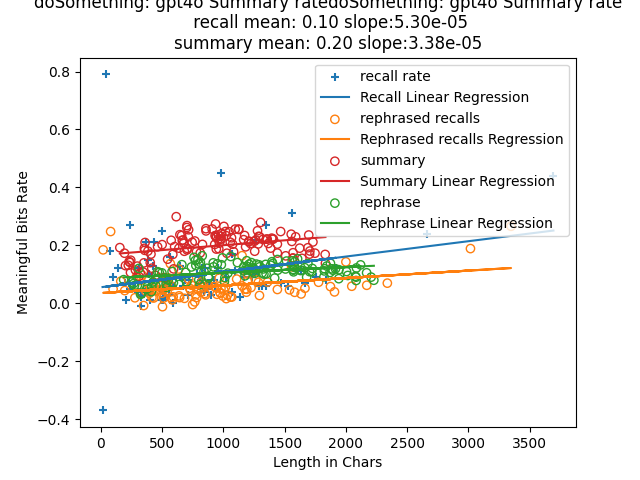 doSomething: gpt4o Summary ratedoSomething: gpt4o Summary rate
recall mean: 0.10 slope:5.30e-05
summary mean: 0.20 slope:3.38e-05
recall rate
Recall Linear Regression
rephrased recalls
Rephrased recalls Regression
summary
Summary Linear Regression
rephrase
Rephrase Linear Regression
Meaningful Bits Rate
0.8
0.6
0.4
0.2
0.0
−0.2
−0.4
0 500 1000 1500 2000 2500 3000 3500
Length in Chars